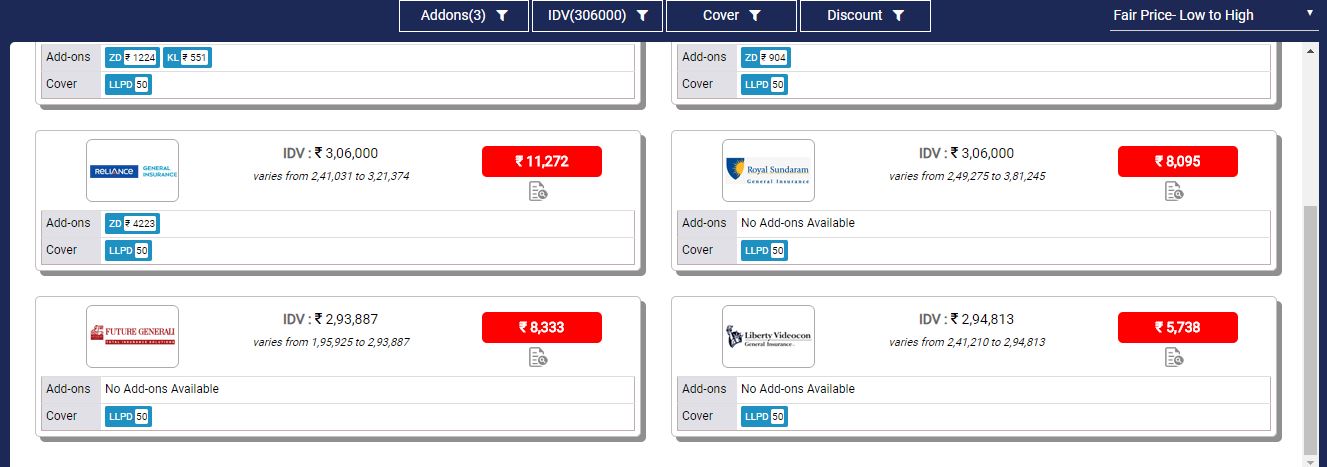 Addons(3) IDV(306000) Cover Discount Fair Price- Low to High
Add-ons ZD ₹ 1224 KL ₹ 551
Cover LLPD 50
Add-ons ZD ₹ 904
Cover LLPD 50
RELIANCE GENERAL INSURANCE
IDV : ₹ 3,06,000
varies from 2,41,031 to 3,21,374
₹ 11,272
Add-ons ZD ₹ 4223
Cover LLPD 50
Royal Sundaram
General Insurance
IDV : ₹ 3,06,000
varies from 2,49,275 to 3,81,245
₹ 8,095
Add-ons No Add-ons Available
Cover LLPD 50
FUTURE GENERALI
TOTAL INSURANCE SOLUTIONS
IDV : ₹ 2,93,887
varies from 1,95,925 to 2,93,887
₹ 8,333
Add-ons No Add-ons Available
Cover LLPD 50
Liberty Videocon
General Insurance
IDV : ₹ 2,94,813
varies from 2,41,210 to 2,94,813
₹ 5,738
Add-ons No Add-ons Available
Cover LLPD 50